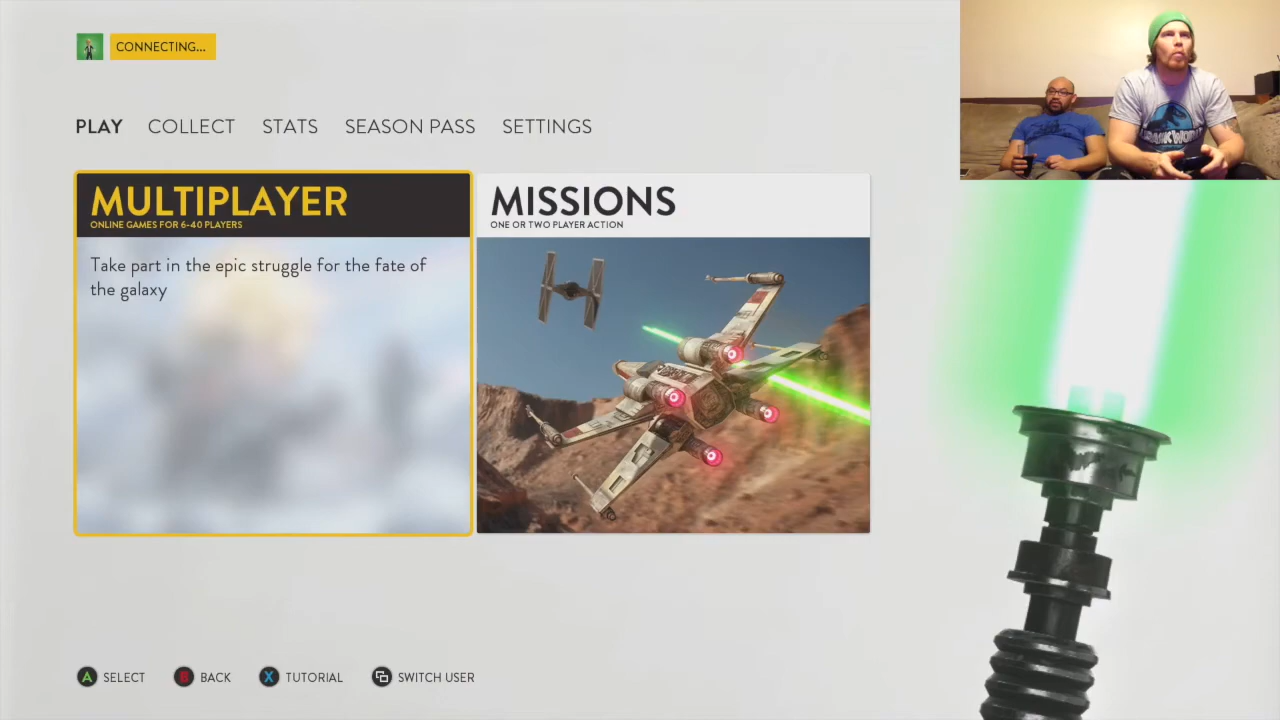 CONNECTING...
PLAY COLLECT STATS SEASON PASS SETTINGS
MULTIPLAYER
ONLINE GAMES FOR 6-40 PLAYERS
Take part in the epic struggle for the fate of
the galaxy
MISSIONS
ONE OR TWO PLAYER ACTION
A SELECT B BACK X TUTORIAL SWITCH USER